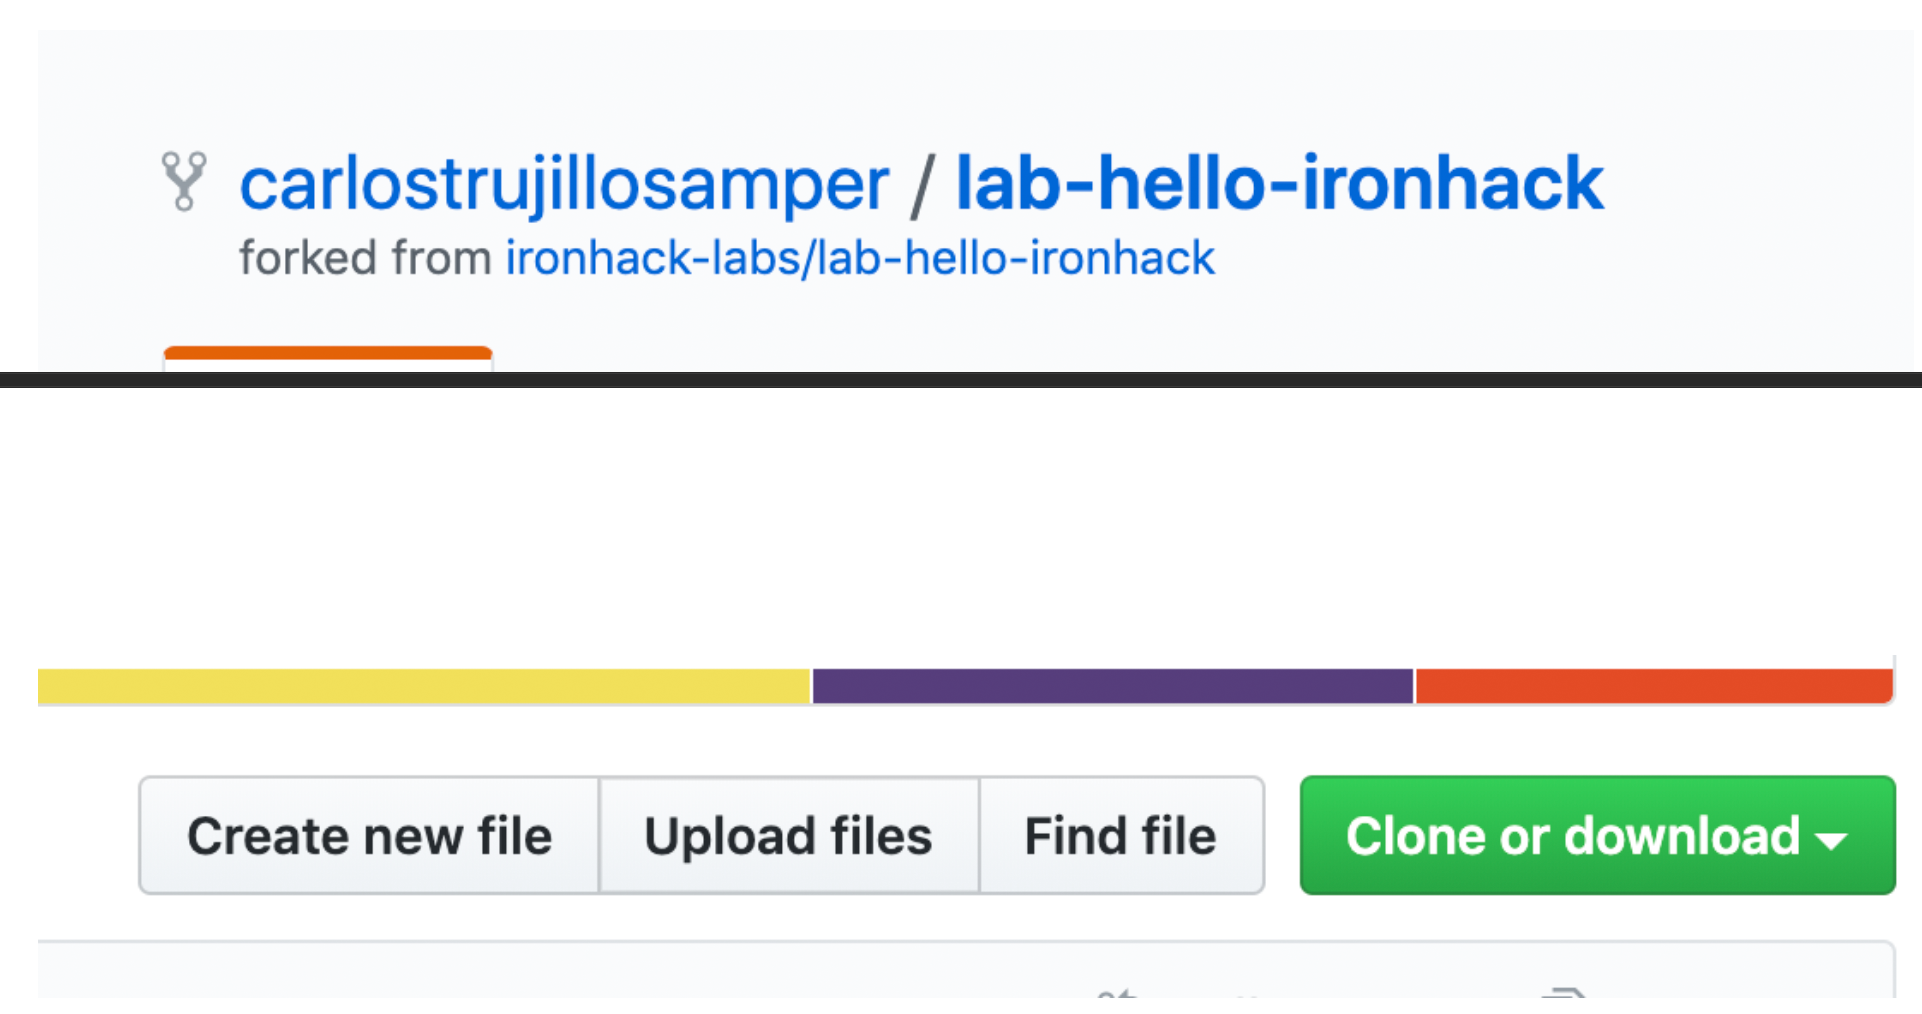 carlostrujillosamper / lab-hello-ironhack
forked from ironhack-labs/lab-hello-ironhack
Create new file Upload files Find file Clone or download